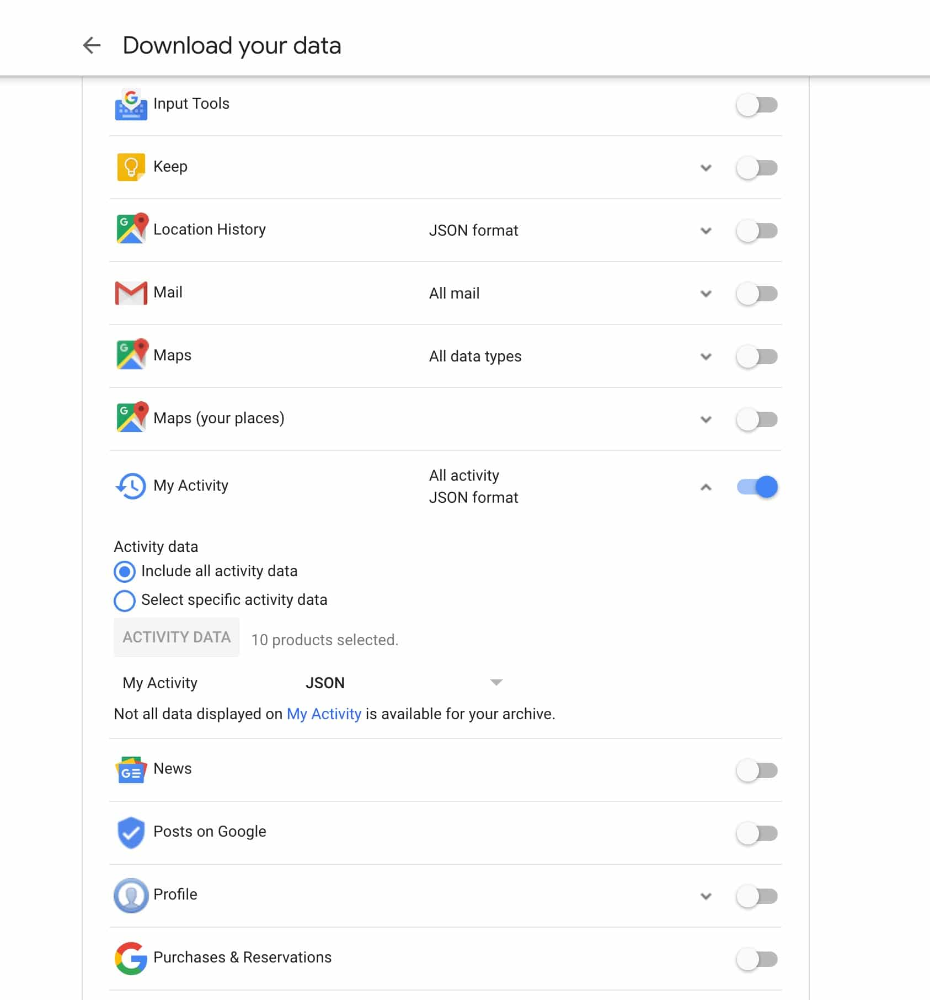 Download your data
Input Tools
Keep
Location History JSON format
Mail All mail
Maps All data types
Maps (your places)
My Activity All activity
JSON format
Activity data
Include all activity data
Select specific activity data
ACTIVITY DATA 10 products selected.
My Activity JSON
Not all data displayed on My Activity is available for your archive.
News
Posts on Google
Profile
Purchases & Reservations